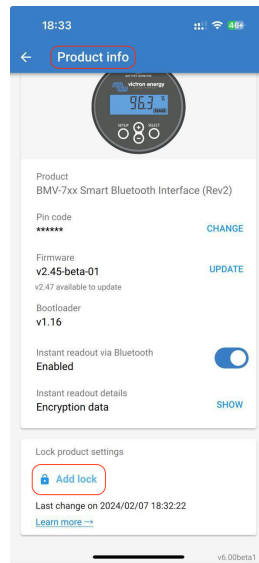 18:33
46
Product info
BATTERY MONITOR
victron energy
96.3 %
SETUP
SELECT
Product
BMV-7xx Smart Bluetooth Interface (Rev2)
Pin code
******
CHANGE
Firmware
v2.45-beta-01
UPDATE
v2.47 available to update
Bootloader
v1.16
Instant readout via Bluetooth
Enabled
Instant readout details
Encryption data
SHOW
Lock product settings
Add lock
Last change on 2024/02/07 18:32:22
Learn more →
v6.00beta1